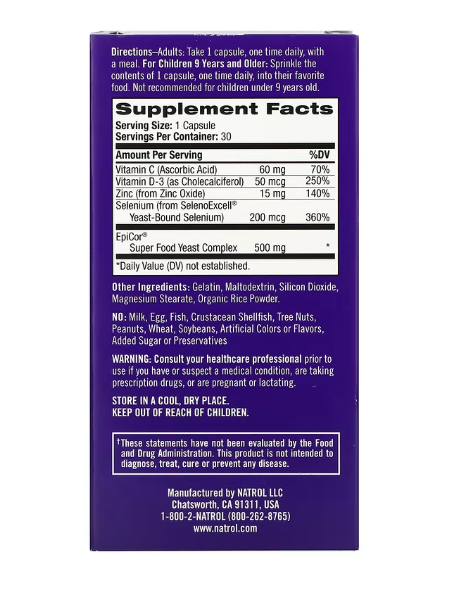 Directions–Adults: Take 1 capsule, one time daily, with
a meal. For Children 9 Years and Older: Sprinkle the
contents of 1 capsule, one time daily, into their favorite
food. Not recommended for children under 9 years old.
Supplement Facts
Serving Size: 1 Capsule
Servings Per Container: 30
Amount Per Serving %DV
Vitamin C (Ascorbic Acid) 60 mg 70%
Vitamin D-3 (as Cholecalciferol) 50 mcg 250%
Zinc (from Zinc Oxide) 15 mg 140%
Selenium (from SelenoExcell®
Yeast-Bound Selenium) 200 mcg 360%
EpiCor®
Super Food Yeast Complex 500 mg *
*Daily Value (DV) not established.
Other Ingredients: Gelatin, Maltodextrin, Silicon Dioxide,
Magnesium Stearate, Organic Rice Powder.
NO: Milk, Egg, Fish, Crustacean Shellfish, Tree Nuts,
Peanuts, Wheat, Soybeans, Artificial Colors or Flavors,
Added Sugar or Preservatives
WARNING: Consult your healthcare professional prior to
use if you have or suspect a medical condition, are taking
prescription drugs, or are pregnant or lactating.
STORE IN A COOL, DRY PLACE.
KEEP OUT OF REACH OF CHILDREN.
†These statements have not been evaluated by the Food
and Drug Administration. This product is not intended to
diagnose, treat, cure or prevent any disease.
Manufactured by NATROL LLC
Chatsworth, CA 91311, USA
1-800-2-NATROL (800-262-8765)
www.natrol.com